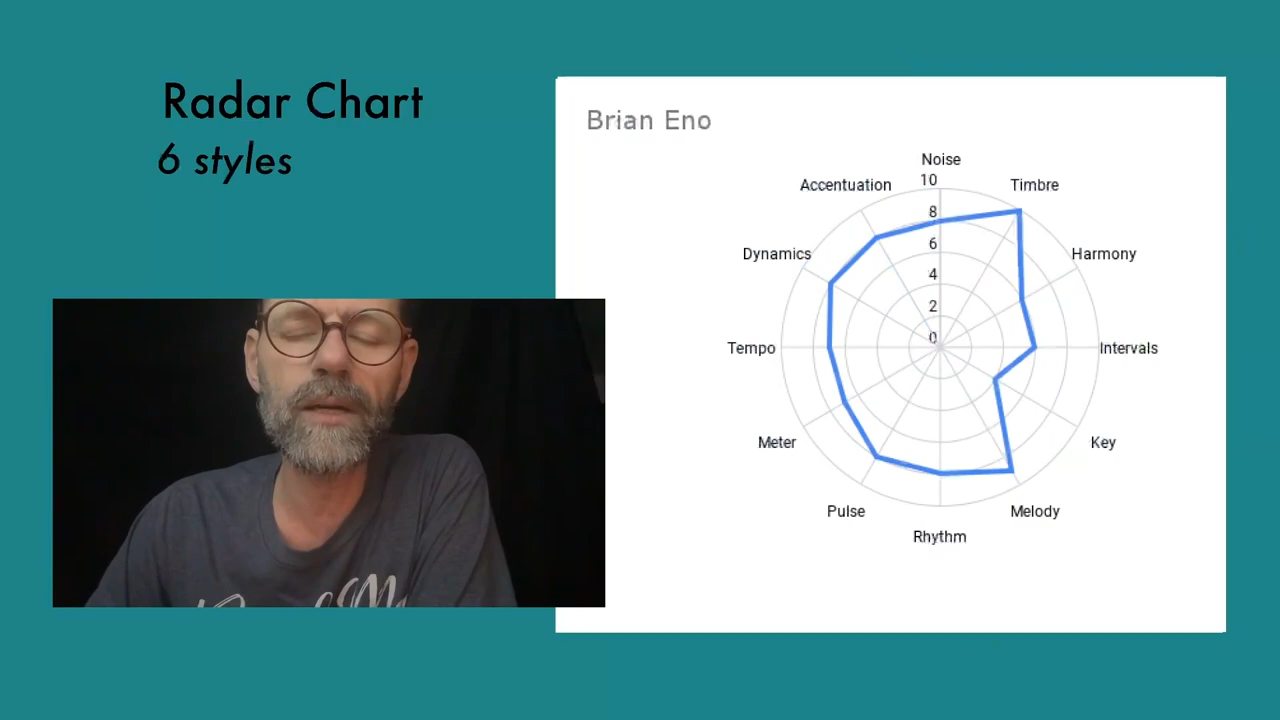 Radar Chart
6 styles
Brian Eno
Noise
10
Accentuation
Timbre
8
6
Dynamics
Harmony
4
2
0
Tempo
Intervals
Meter
Key
Pulse
Melody
Rhythm